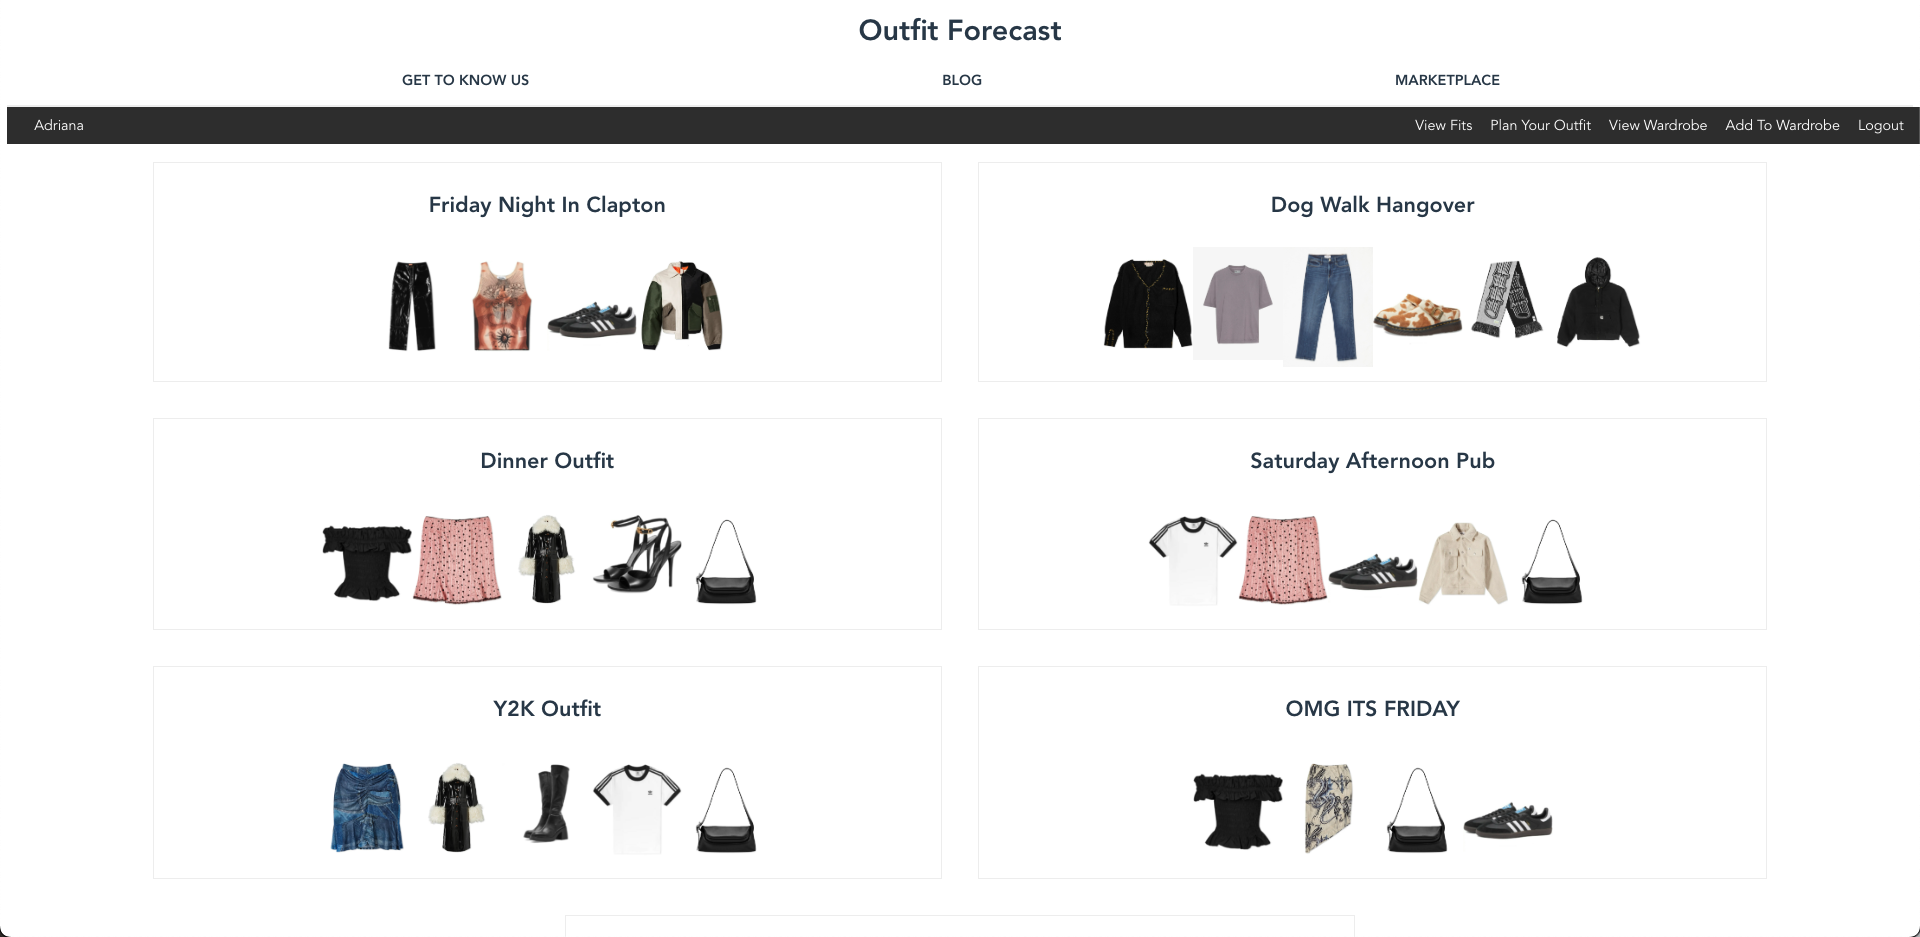 Outfit Forecast
GET TO KNOW US
BLOG
MARKETPLACE
Adriana
View Fits
Plan Your Outfit
View Wardrobe
Add To Wardrobe
Logout
Friday Night In Clapton
Dog Walk Hangover
Dinner Outfit
Saturday Afternoon Pub
Y2K Outfit
OMG ITS FRIDAY